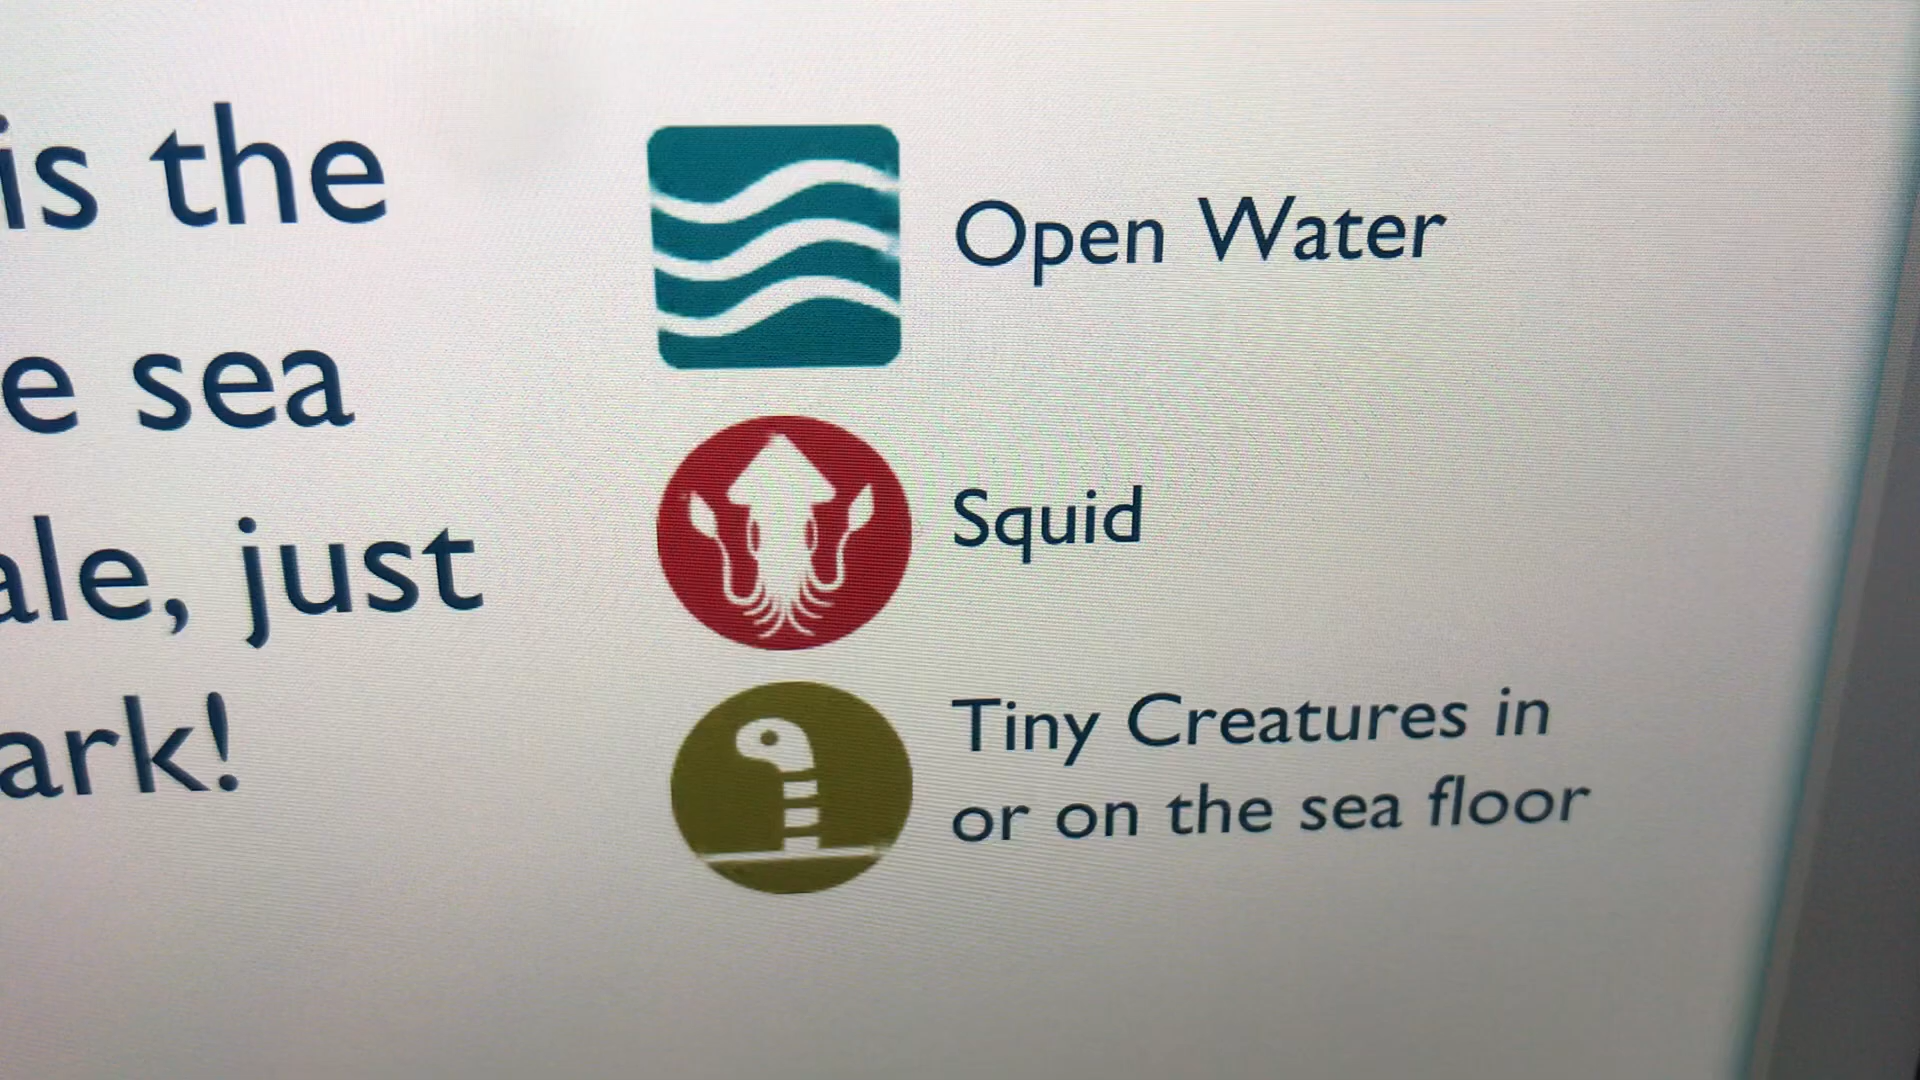 is the
e sea
ale, just
ark!
Open Water
Squid
Tiny Creatures in
or on the sea floor